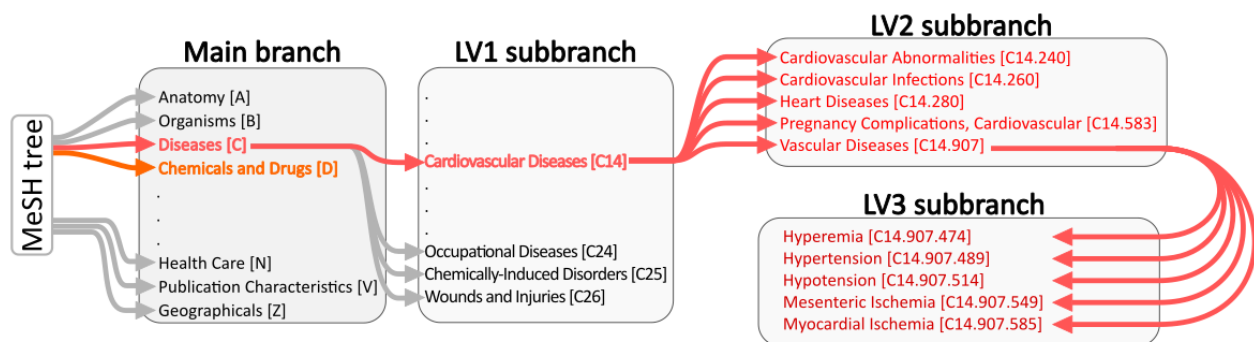 MeSH tree
Main branch
Anatomy [A]
Organisms [B]
Diseases [C]
Chemicals and Drugs [D]
.
.
.
Health Care [N]
Publication Characteristics [V]
Geographicals [Z]
LV1 subbranch
.
.
.
Cardiovascular Diseases [C14]
.
.
.
Occupational Diseases [C24]
Chemically-Induced Disorders [C25]
Wounds and Injuries [C26]
LV2 subbranch
Cardiovascular Abnormalities [C14.240]
Cardiovascular Infections [C14.260]
Heart Diseases [C14.280]
Pregnancy Complications, Cardiovascular [C14.583]
Vascular Diseases [C14.907]
LV3 subbranch
Hyperemia [C14.907.474]
Hypertension [C14.907.489]
Hypotension [C14.907.514]
Mesenteric Ischemia [C14.907.549]
Myocardial Ischemia [C14.907.585]